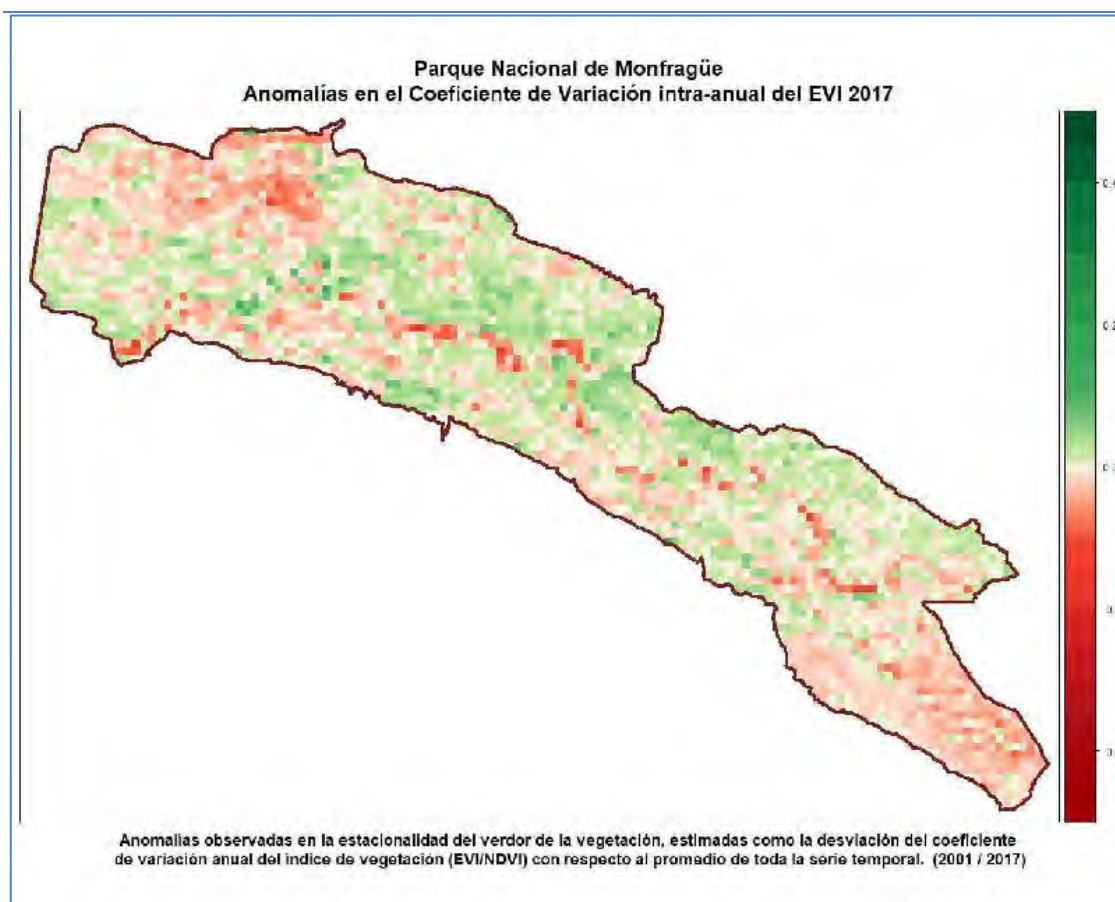 Parque Nacional de Monfragüe
Anomalías en el Coeficiente de Variación intra-anual del EVI 2017
Anomalías observadas en la estacionalidad del verdor de la vegetación, estimadas como la desviación del coeficiente
de variación anual del índice de vegetación (EVI/NDVI) con respecto al promedio de toda la serie temporal. (2001 / 2017)